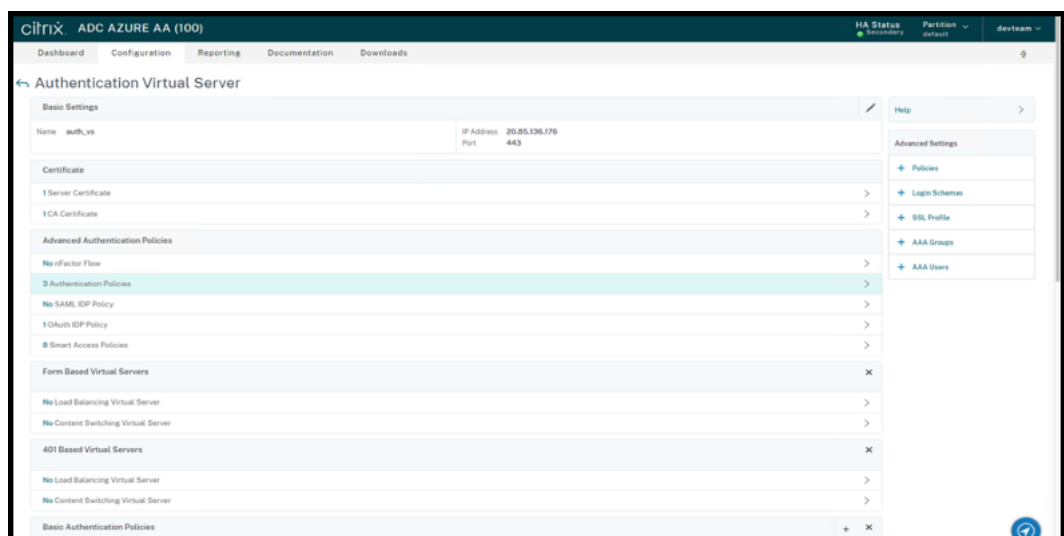 citrix. ADC AZURE AA (100)
HA Status
Secondary
Partition
default
devteam
Dashboard Configuration Reporting Documentation Downloads
Authentication Virtual Server
Basic Settings
Name auth_vs
IP Address 20.85.136.176
Port 443
Certificate
1 Server Certificate
1 CA Certificate
Advanced Authentication Policies
No nFactor Flow
3 Authentication Policies
No SAML IDP Policy
1 OAuth IDP Policy
8 Smart Access Policies
Form Based Virtual Servers
No Load Balancing Virtual Server
No Content Switching Virtual Server
401 Based Virtual Servers
No Load Balancing Virtual Server
No Content Switching Virtual Server
Basic Authentication Policies
Help
Advanced Settings
+ Policies
+ Login Schemas
+ SSL Profile
+ AAA Groups
+ AAA Users